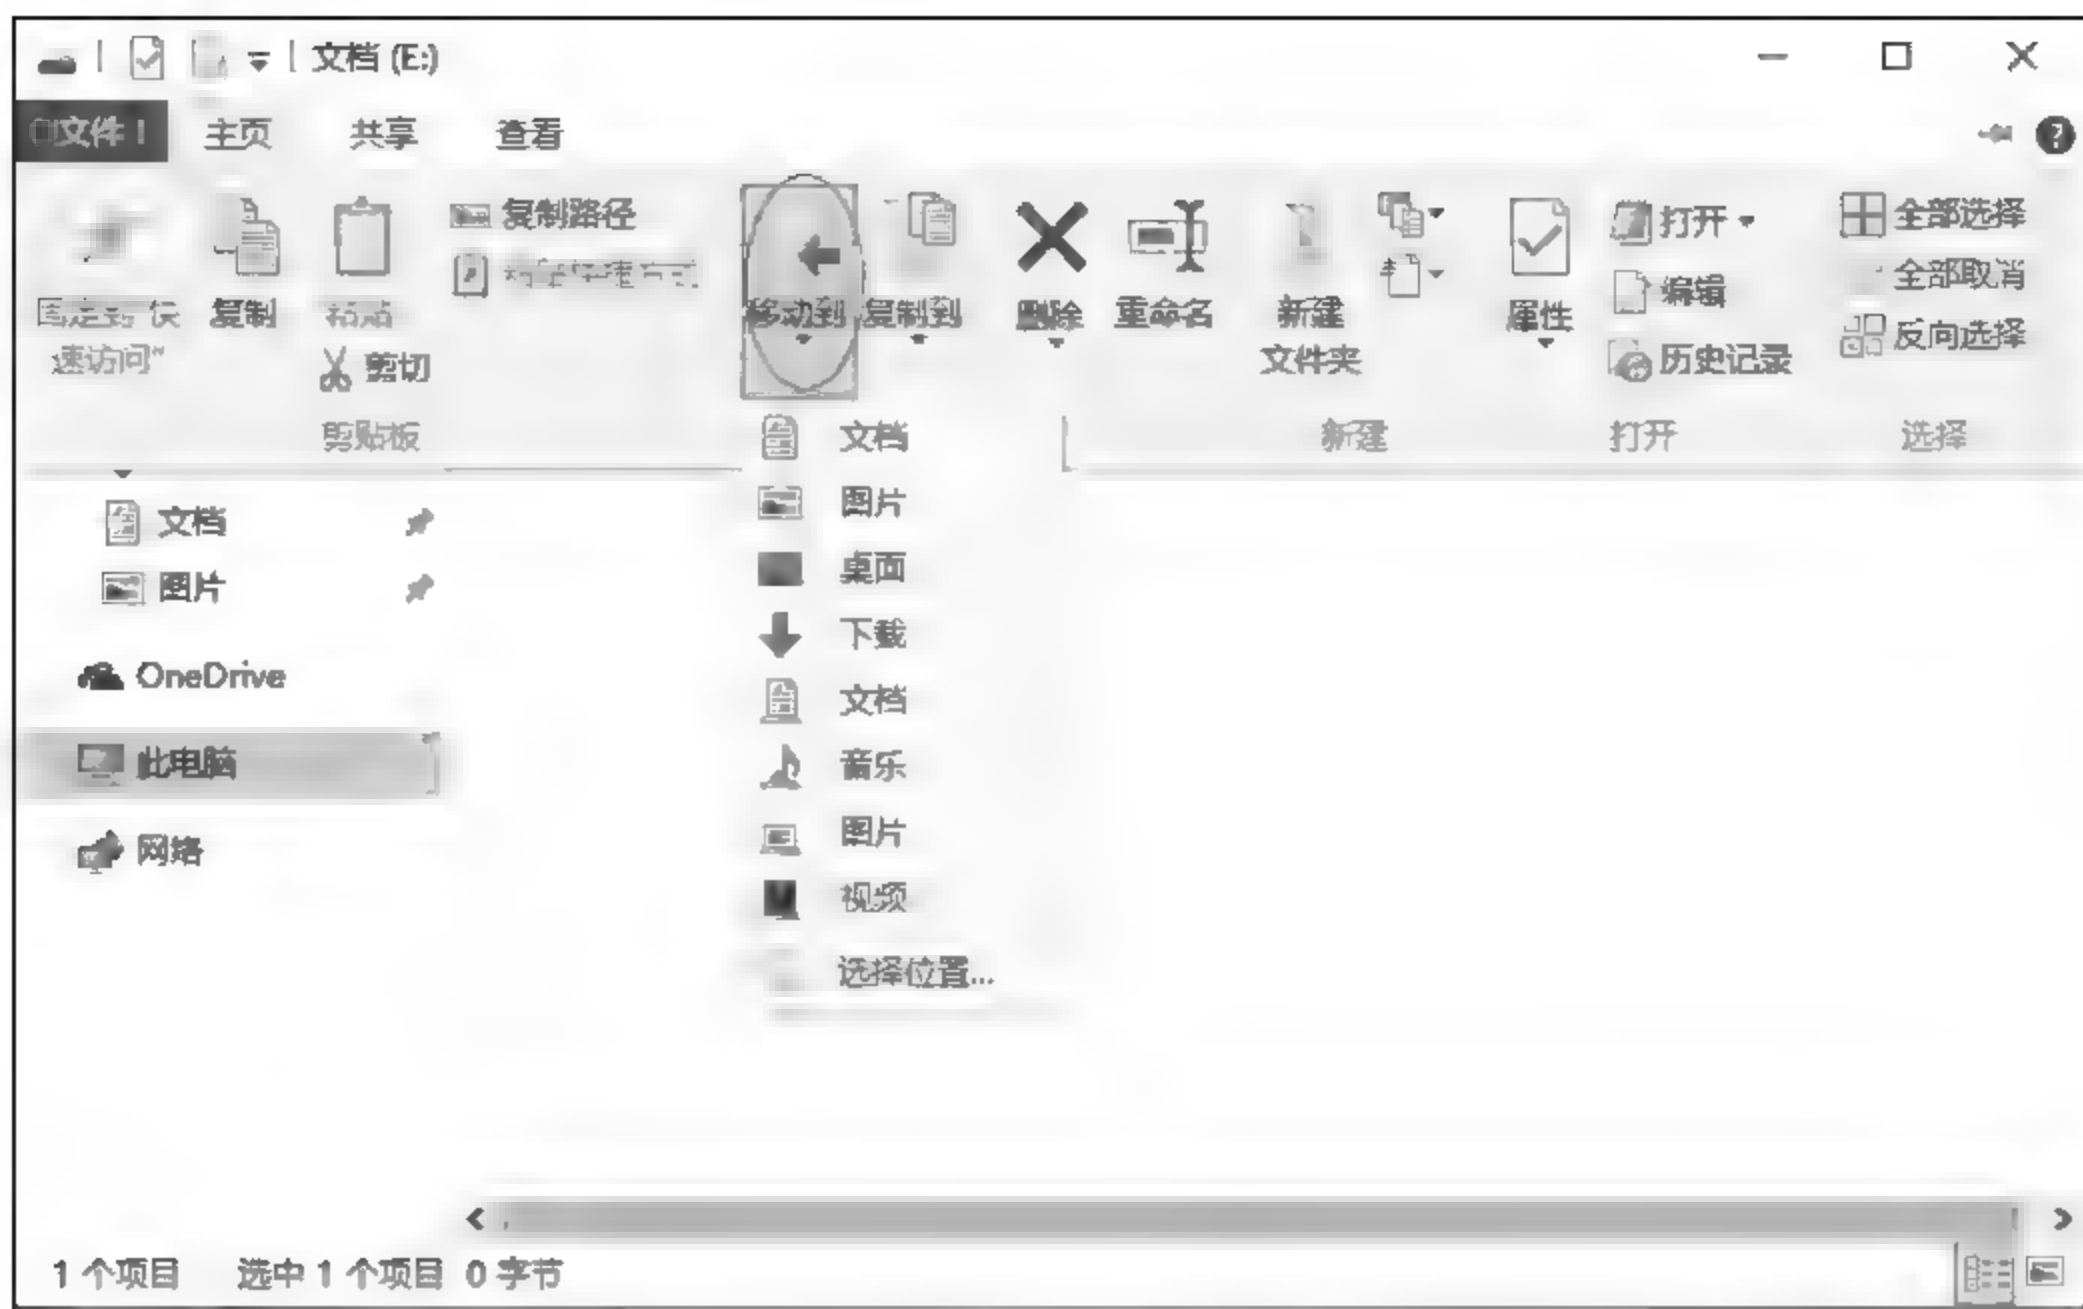 文档 (E:)
文件 主页 共享 查看
复制路径
全部选择
打开
全部取消
编辑
固定到“快 复制 粘贴 移动到 复制到 删除 重命名 新建 属性
反向选择
速访问” 剪切 文件夹 历史记录
剪贴板 新建 打开 选择
文档
图片
桌面
下载
文档
音乐
图片
视频
选择位置...
文档
图片
OneDrive
此电脑
网络
1 个项目 选中 1 个项目 0 字节